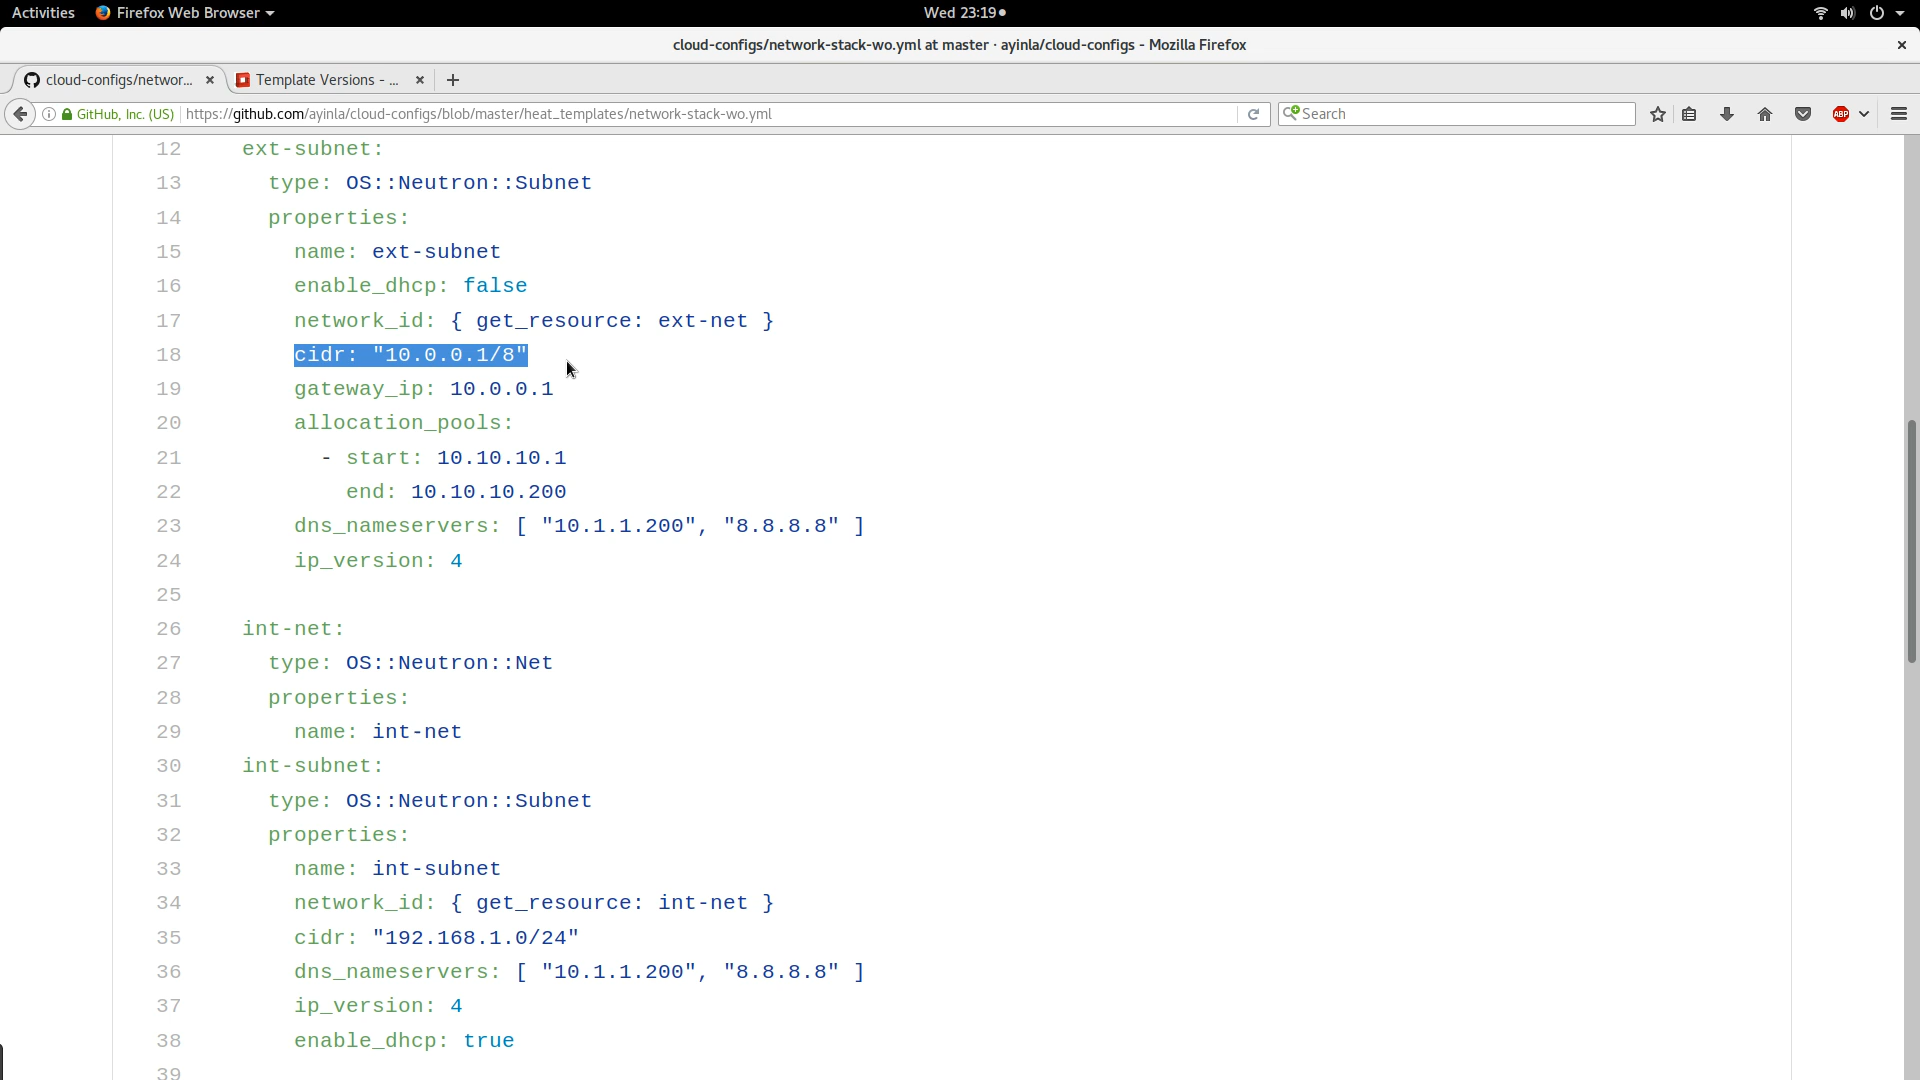 Activities Firefox Web Browser Wed 23:19
cloud-configs/network-stack-wo.yml at master · ayinla/cloud-configs - Mozilla Firefox
cloud-configs/networ... Template Versions - ...
GitHub, Inc. (US) https://github.com/ayinla/cloud-configs/blob/master/heat_templates/network-stack-wo.yml Search ABP
12 ext-subnet:
13 type: OS::Neutron::Subnet
14 properties:
15 name: ext-subnet
16 enable_dhcp: false
17 network_id: { get_resource: ext-net }
18 cidr: "10.0.0.1/8"
19 gateway_ip: 10.0.0.1
20 allocation_pools:
21 - start: 10.10.10.1
22 end: 10.10.10.200
23 dns_nameservers: [ "10.1.1.200", "8.8.8.8" ]
24 ip_version: 4
25
26 int-net:
27 type: OS::Neutron::Net
28 properties:
29 name: int-net
30 int-subnet:
31 type: OS::Neutron::Subnet
32 properties:
33 name: int-subnet
34 network_id: { get_resource: int-net }
35 cidr: "192.168.1.0/24"
36 dns_nameservers: [ "10.1.1.200", "8.8.8.8" ]
37 ip_version: 4
38 enable_dhcp: true
39